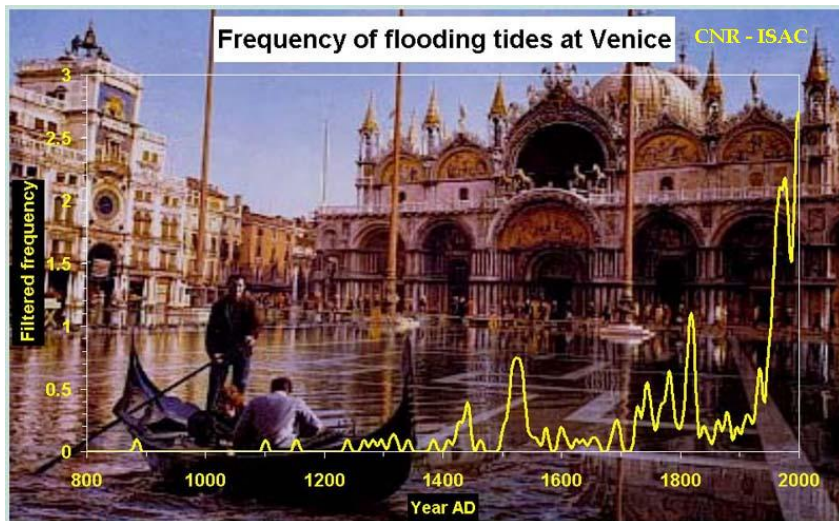 Frequency of flooding tides at Venice
CNR - ISAC
3
2.5
2
1.5
1
0.5
0
Filtered frequency
800 1000 1200 1400 1600 1800 2000
Year AD